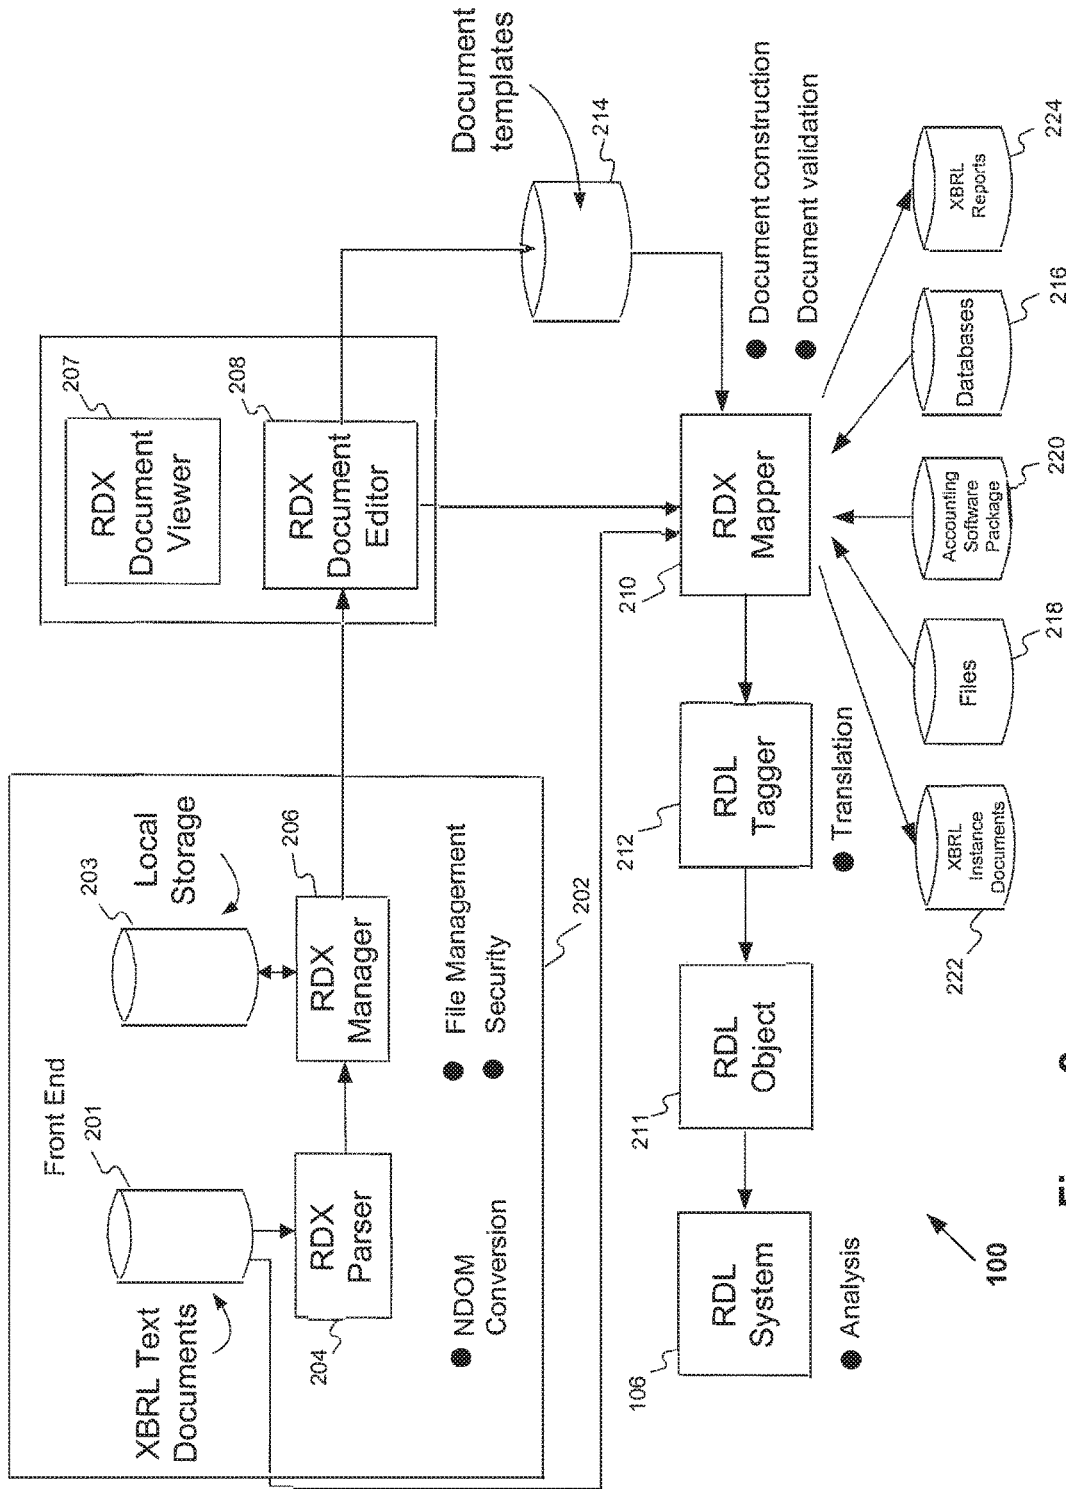 Front End
XBRL Text
Documents
201
203
Local
Storage
RDX
Parser
204
RDX
Manager
206
NDOM
Conversion
File Management
Security
202
RDX
Document
Viewer
207
RDX
Document
Editor
208
Document
templates
214
RDX
Mapper
210
Document construction
Document validation
RDL
Tagger
212
Translation
RDL
Object
211
RDL
System
106
Analysis
XBRL
Instance
Documents
222
Files
218
Accounting
Software
Package
220
Databases
216
XBRL
Reports
224
100